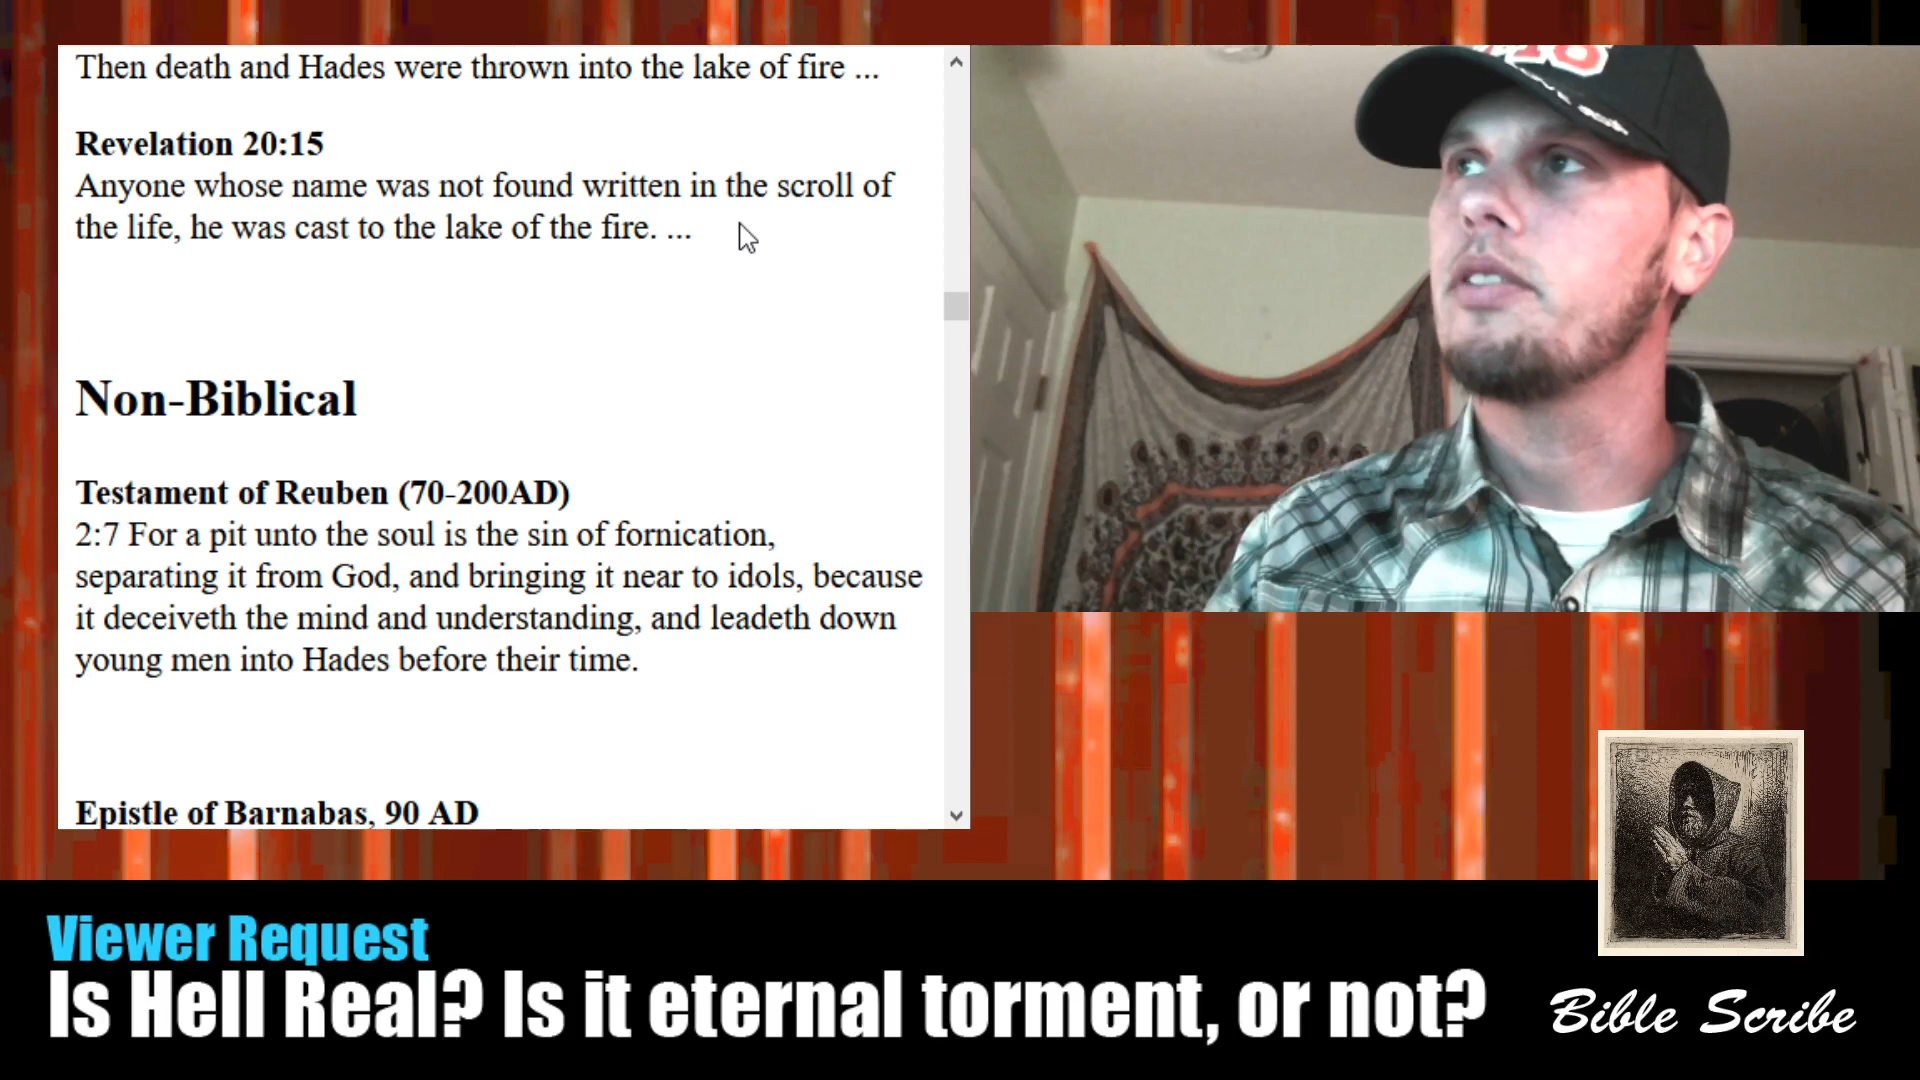 Then death and Hades were thrown into the lake of fire ...
Revelation 20:15
Anyone whose name was not found written in the scroll of
the life, he was cast to the lake of the fire. ...
Non-Biblical
Testament of Reuben (70-200AD)
2:7 For a pit unto the soul is the sin of fornication,
separating it from God, and bringing it near to idols, because
it deceiveth the mind and understanding, and leadeth down
young men into Hades before their time.
Epistle of Barnabas, 90 AD
Viewer Request
Is Hell Real? Is it eternal torment, or not?
Bible Scribe